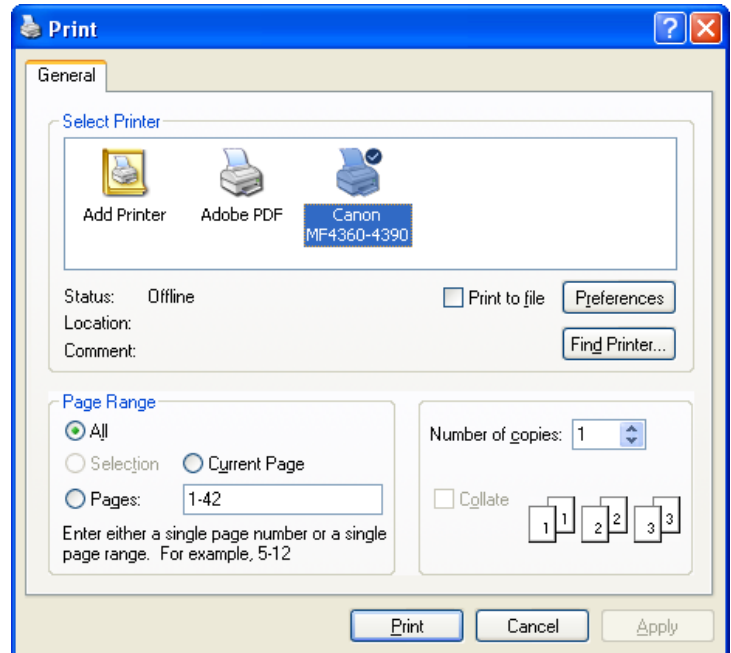 Print
General
Select Printer
Add Printer
Adobe PDF
Canon
MF4360-4390
Status: Offline
Print to file
Preferences
Location:
Comment:
Find Printer...
Page Range
All
Selection
Current Page
Pages: 1-42
Enter either a single page number or a single
page range. For example, 5-12
Number of copies: 1
Collate
1 1 2 2 3 3
Print
Cancel
Apply